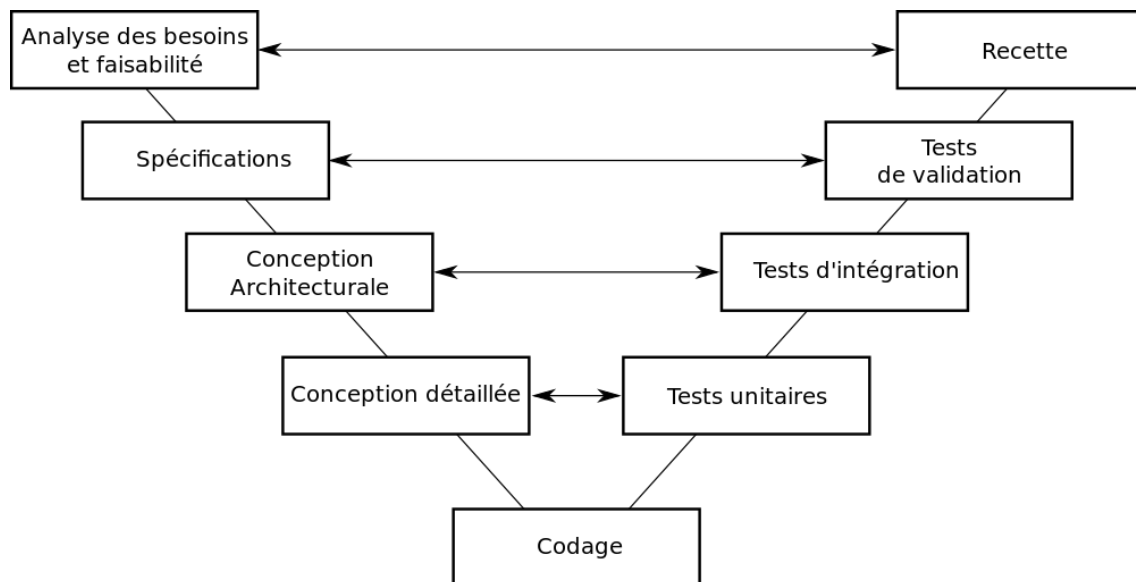 Analyse des besoins
et faisabilité
Recette
Spécifications
Tests
de validation
Conception
Architecturale
Tests d'intégration
Conception détaillée
Tests unitaires
Codage